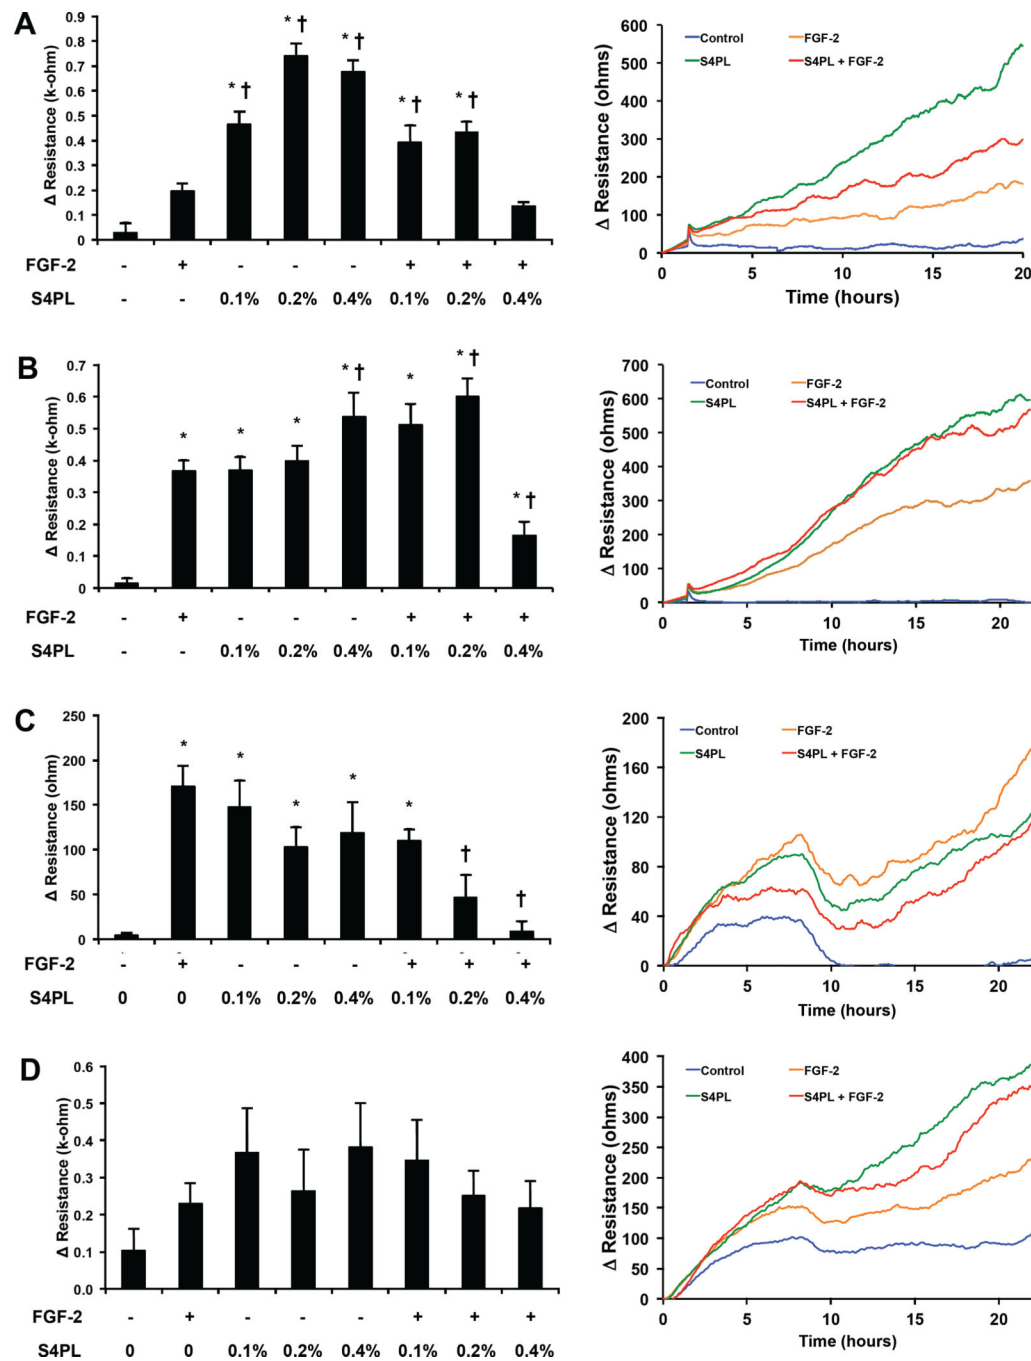 A
Δ Resistance (k-ohm)
0.9
0.8
0.7
0.6
0.5
0.4
0.3
0.2
0.1
0
* †
* †
* †
* †
* †
FGF-2 - + - - - + + +
S4PL - - 0.1% 0.2% 0.4% 0.1% 0.2% 0.4%
Δ Resistance (ohms)
600
500
400
300
200
100
0
Control FGF-2
S4PL S4PL + FGF-2
0 5 10 15 20
Time (hours)
B
Δ Resistance (k-ohm)
0.7
0.6
0.5
0.4
0.3
0.2
0.1
0
*
*
*
* †
*
* †
* †
FGF-2 - + - - - + + +
S4PL - - 0.1% 0.2% 0.4% 0.1% 0.2% 0.4%
Δ Resistance (ohms)
700
600
500
400
300
200
100
0
Control FGF-2
S4PL S4PL + FGF-2
0 5 10 15 20
Time (hours)
C
Δ Resistance (ohm)
250
200
150
100
50
0
*
*
*
*
*
†
†
FGF-2 - + - - - + + +
S4PL 0 0 0.1% 0.2% 0.4% 0.1% 0.2% 0.4%
Δ Resistance (ohms)
200
160
120
80
40
0
Control FGF-2
S4PL S4PL + FGF-2
0 5 10 15 20
Time (hours)
D
Δ Resistance (k-ohm)
0.6
0.5
0.4
0.3
0.2
0.1
0.0
FGF-2 - + - - - + + +
S4PL 0 0 0.1% 0.2% 0.4% 0.1% 0.2% 0.4%
Δ Resistance (ohms)
400
350
300
250
200
150
100
50
0
Control FGF-2
S4PL S4PL + FGF-2
0 5 10 15 20
Time (hours)